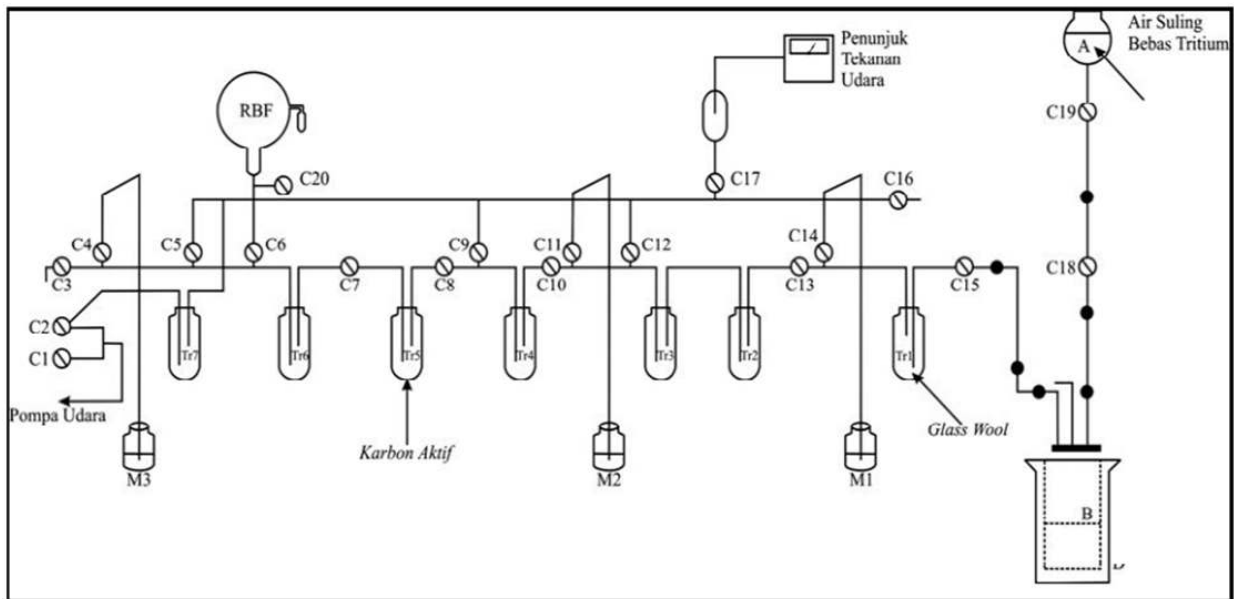 Air Suling
Bebas Tritium
A
Penunjuk
Tekanan
Udara
RBF
C19
C20
C17
C16
C4
C5
C6
C9
C11
C12
C14
C3
C7
C8
C10
C13
C15
C18
C2
C1
Tr7
Tr6
Tr5
Tr4
Tr3
Tr2
Tr1
Pompa Udara
Karbon Aktif
Glass Wool
M3
M2
M1
B